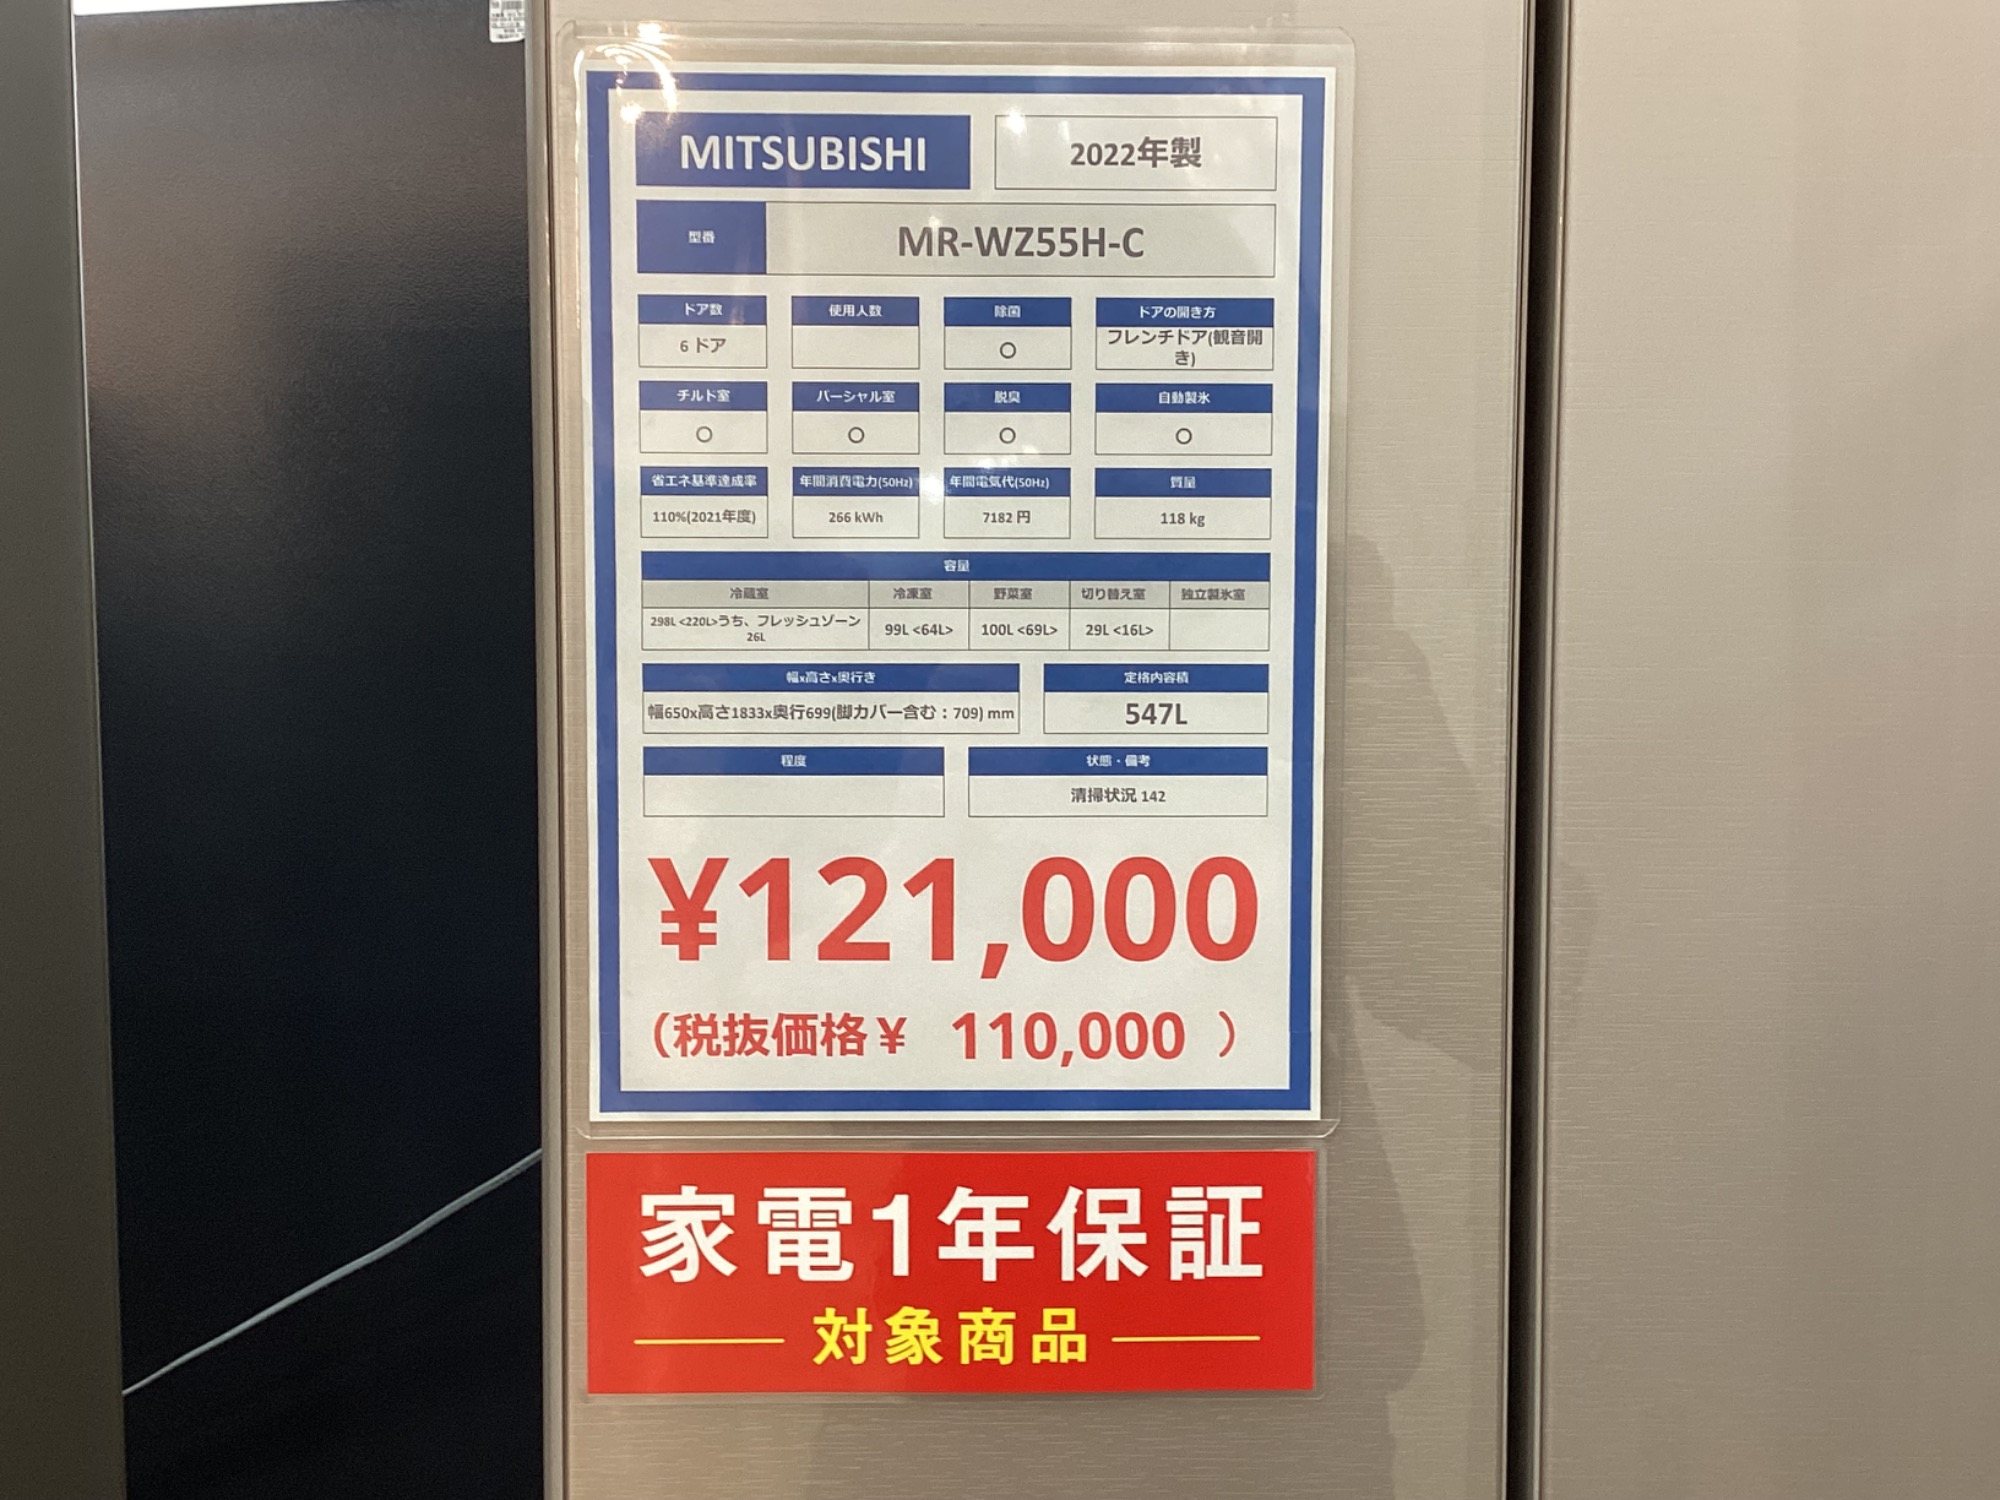 MITSUBISHI
2022年製
型番
MR-WZ55H-C
ドア数
使用人数
除菌
ドアの開き方
6 ドア
○
フレンチドア(観音開
き)
チルド室
パーシャル室
脱臭
自動製氷
○
○
○
○
省エネ基準達成率
年間消費電力(50Hz)
年間電気代(50Hz)
質量
110%(2021年度)
266 kWh
7182 円
118 kg
容量
冷蔵室
冷凍室
野菜室
切り替え室
独立製氷室
298L <220L>うち、フレッシュゾーン
26L
99L <64L>
100L <69L>
29L <16L>
幅x高さx奥行き
定格内容積
幅650x高さ1833x奥行699(脚カバー含む：709) mm
547L
程度
状態・備考
清掃状況 142
¥121,000
(税抜価格¥ 110,000 )
家電1年保証
対象商品